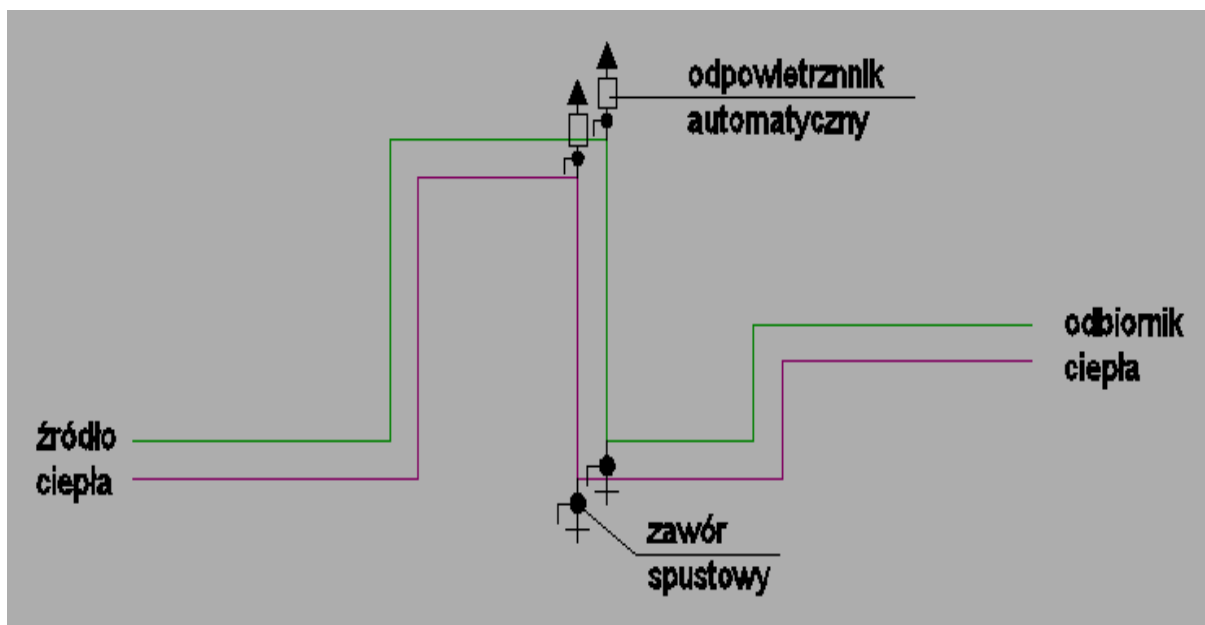 odpowietrznnik
automatyczny
odbiornik
ciepła
źródło
ciepła
zawór
spustowy